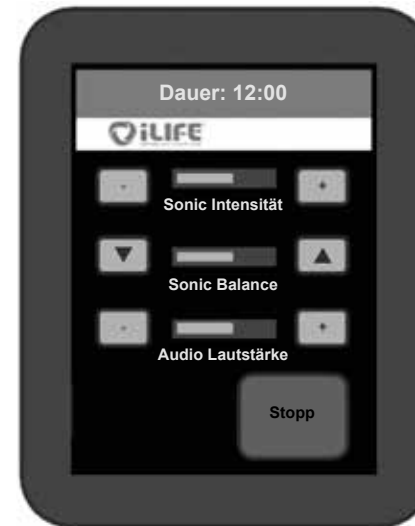 Dauer: 12:00
iLIFE
- +
Sonic Intensität
▼ ▲
Sonic Balance
- +
Audio Lautstärke
Stopp